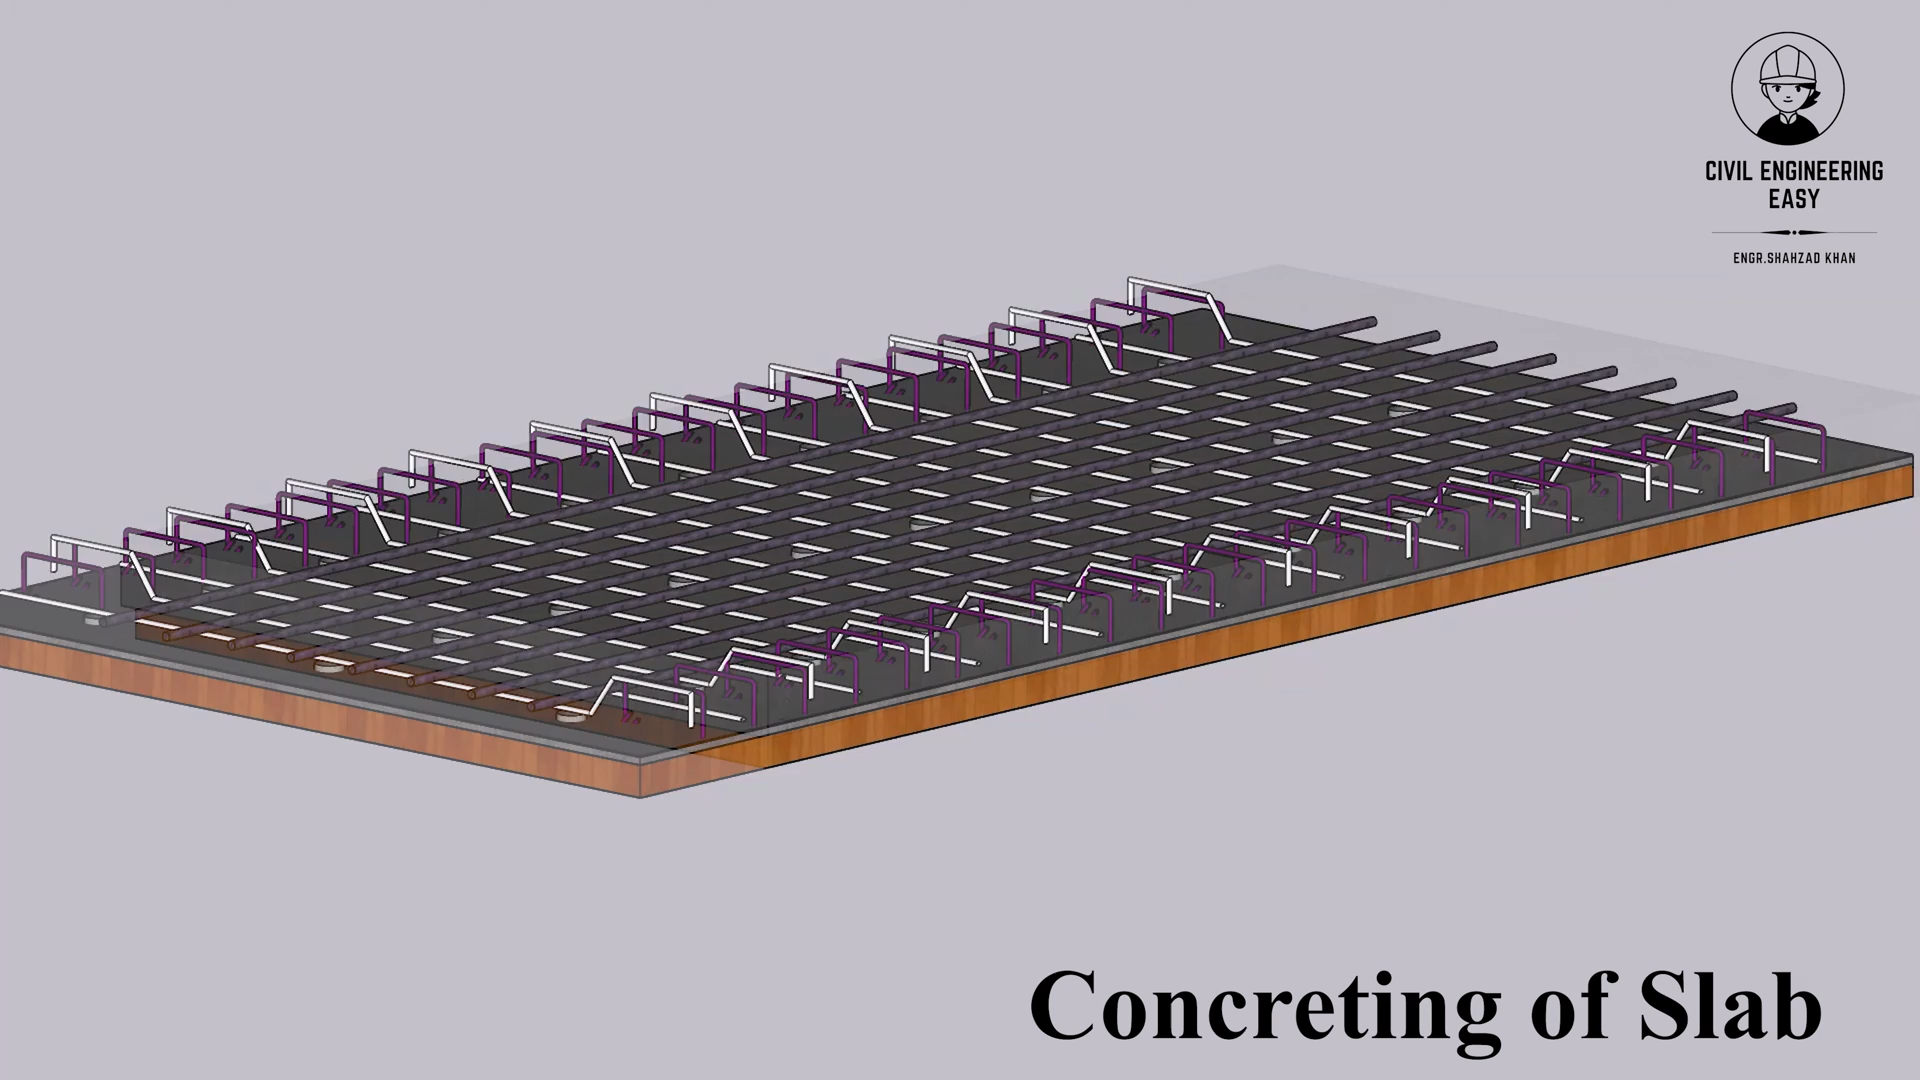 CIVIL ENGINEERING
EASY
ENGR.SHAHZAD KHAN
Concreting of Slab